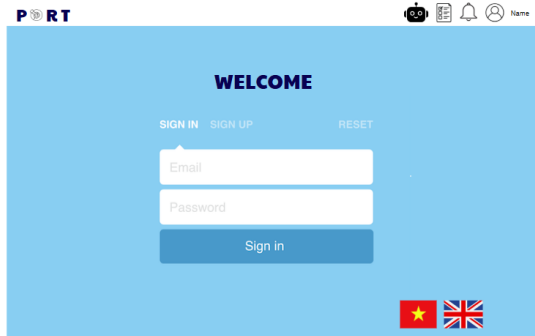 PORT
Name
WELCOME
SIGN IN SIGN UP RESET
Email
Password
Sign in